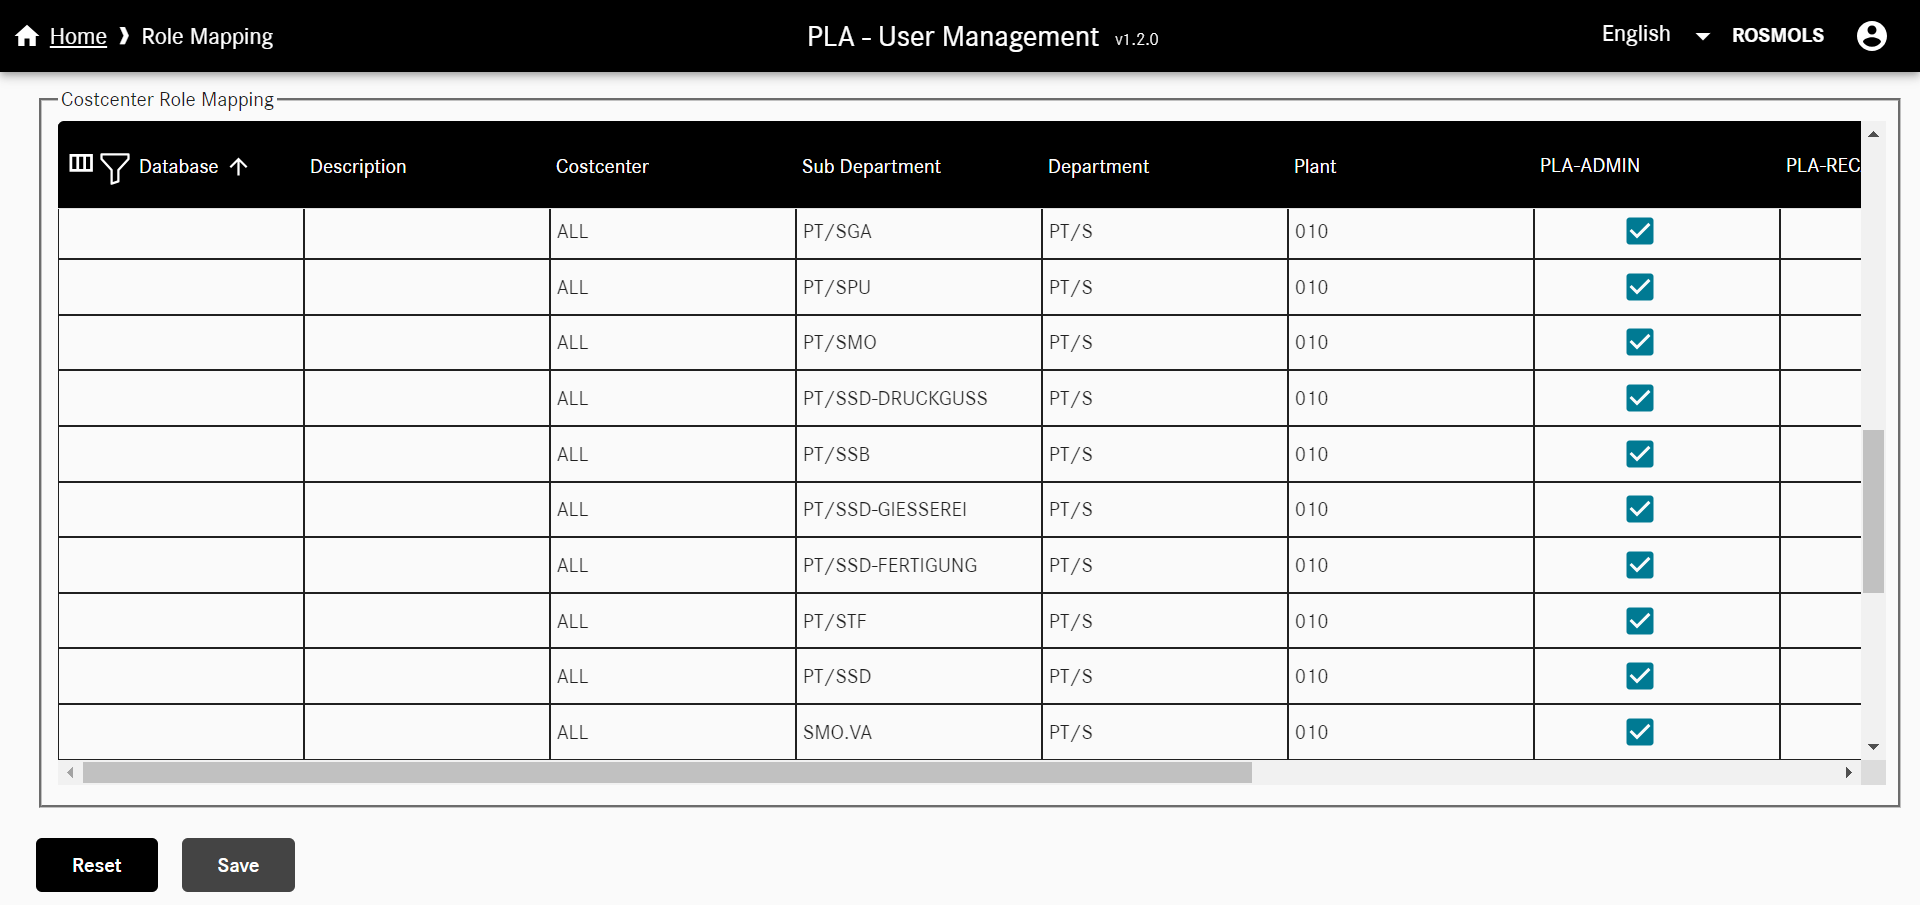 Home ❱ Role Mapping
PLA - User Management v1.2.0
English
ROSMOLS
Costcenter Role Mapping
Database Description Costcenter Sub Department Department Plant PLA-ADMIN PLA-REC
ALL PT/SGA PT/S 010
ALL PT/SPU PT/S 010
ALL PT/SMO PT/S 010
ALL PT/SSD-DRUCKGUSS PT/S 010
ALL PT/SSB PT/S 010
ALL PT/SSD-GIESSEREI PT/S 010
ALL PT/SSD-FERTIGUNG PT/S 010
ALL PT/STF PT/S 010
ALL PT/SSD PT/S 010
ALL SMO.VA PT/S 010
Reset Save